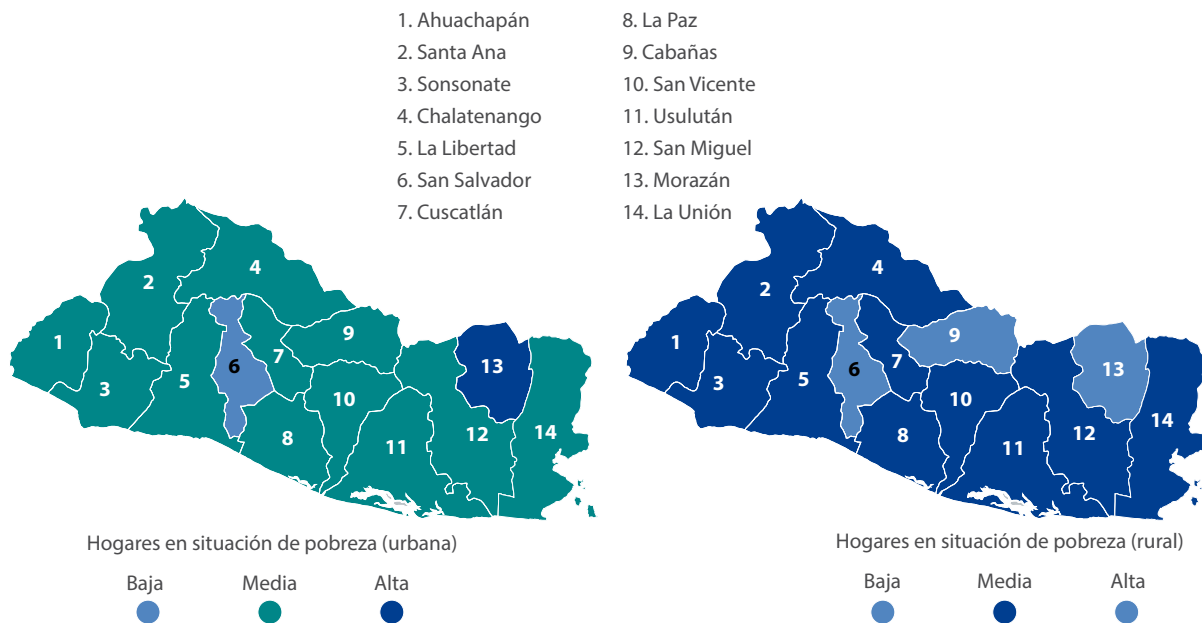 1. Ahuachapán
2. Santa Ana
3. Sonsonate
4. Chalatenango
5. La Libertad
6. San Salvador
7. Cuscatlán
8. La Paz
9. Cabañas
10. San Vicente
11. Usulután
12. San Miguel
13. Morazán
14. La Unión
1
2
3
4
5
6
7
8
9
10
11
12
13
14
Hogares en situación de pobreza (urbana)
Baja Media Alta
1
2
3
4
5
6
7
8
9
10
11
12
13
14
Hogares en situación de pobreza (rural)
Baja Media Alta